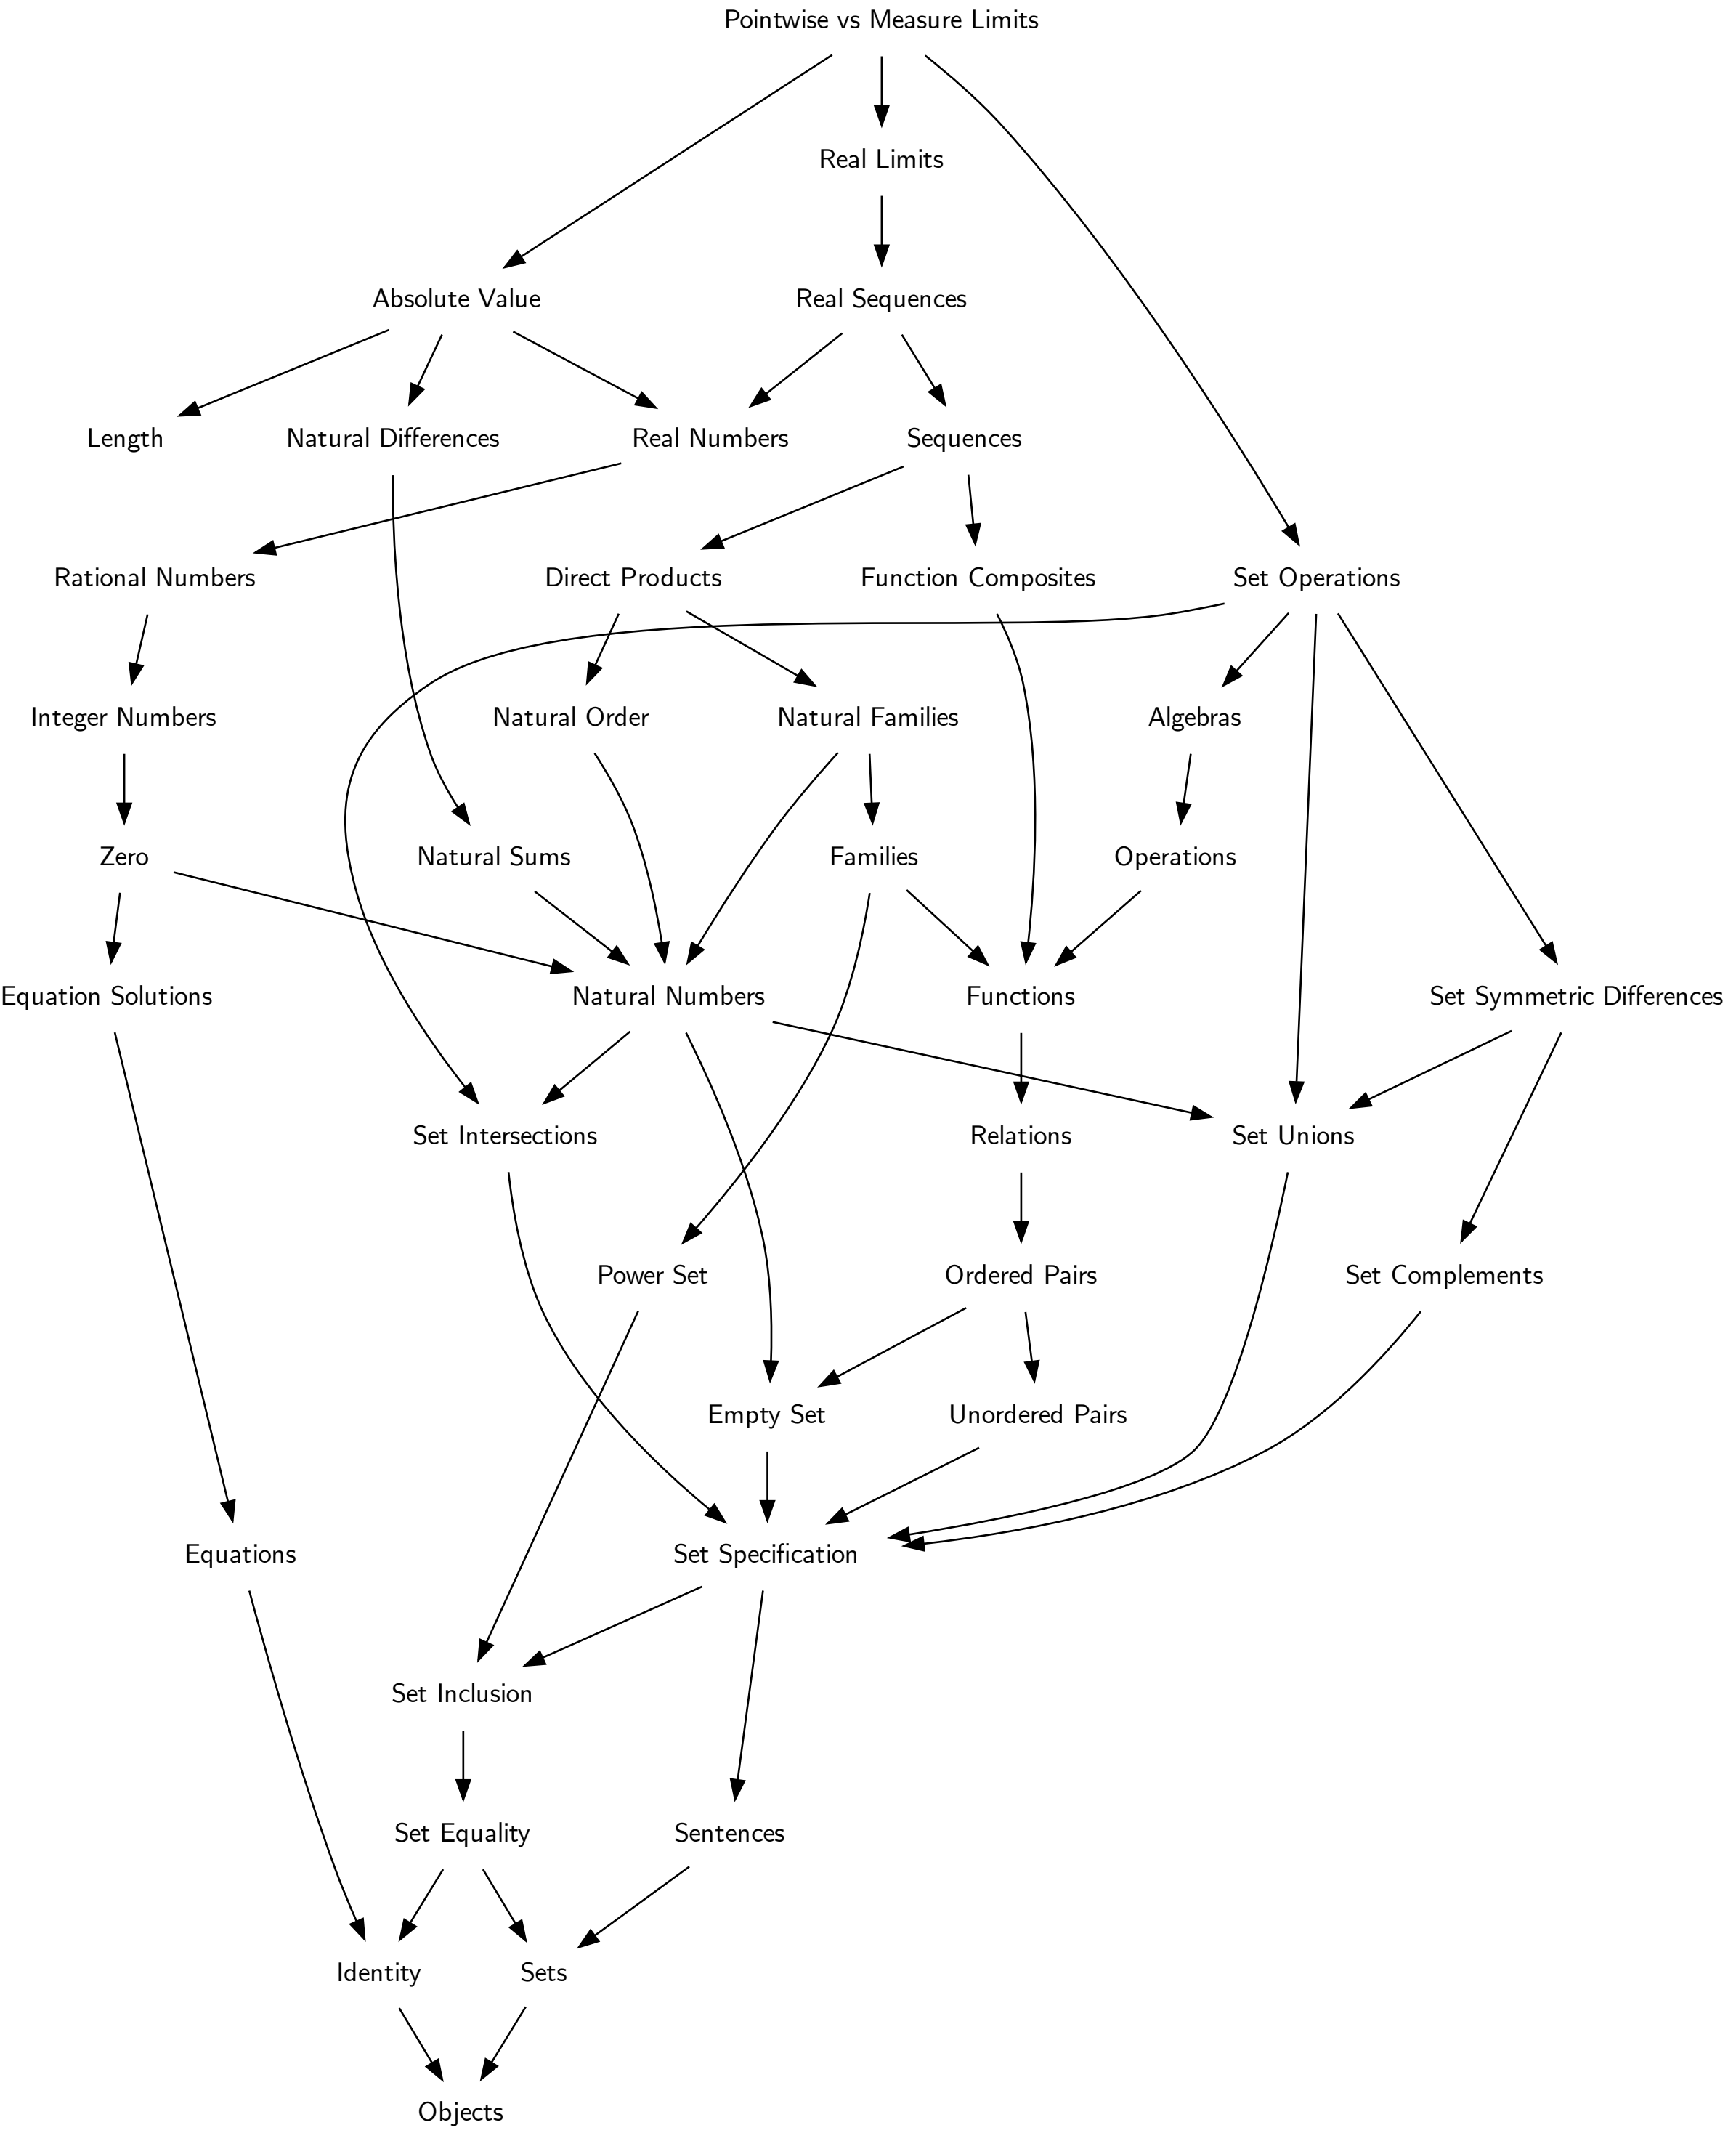 Pointwise vs Measure Limits
Real Limits
Absolute Value
Real Sequences
Length
Natural Differences
Real Numbers
Sequences
Rational Numbers
Direct Products
Function Composites
Set Operations
Integer Numbers
Natural Order
Natural Families
Algebras
Zero
Natural Sums
Families
Operations
Equation Solutions
Natural Numbers
Functions
Set Symmetric Differences
Set Intersections
Relations
Set Unions
Power Set
Ordered Pairs
Set Complements
Empty Set
Unordered Pairs
Equations
Set Specification
Set Inclusion
Set Equality
Sentences
Identity
Sets
Objects